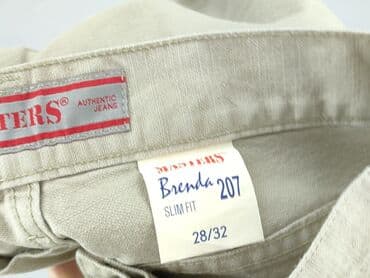 TERS®
AUTHENTIC
JEANS
MASTERS
Brenda 207
SLIM FIT
28/32